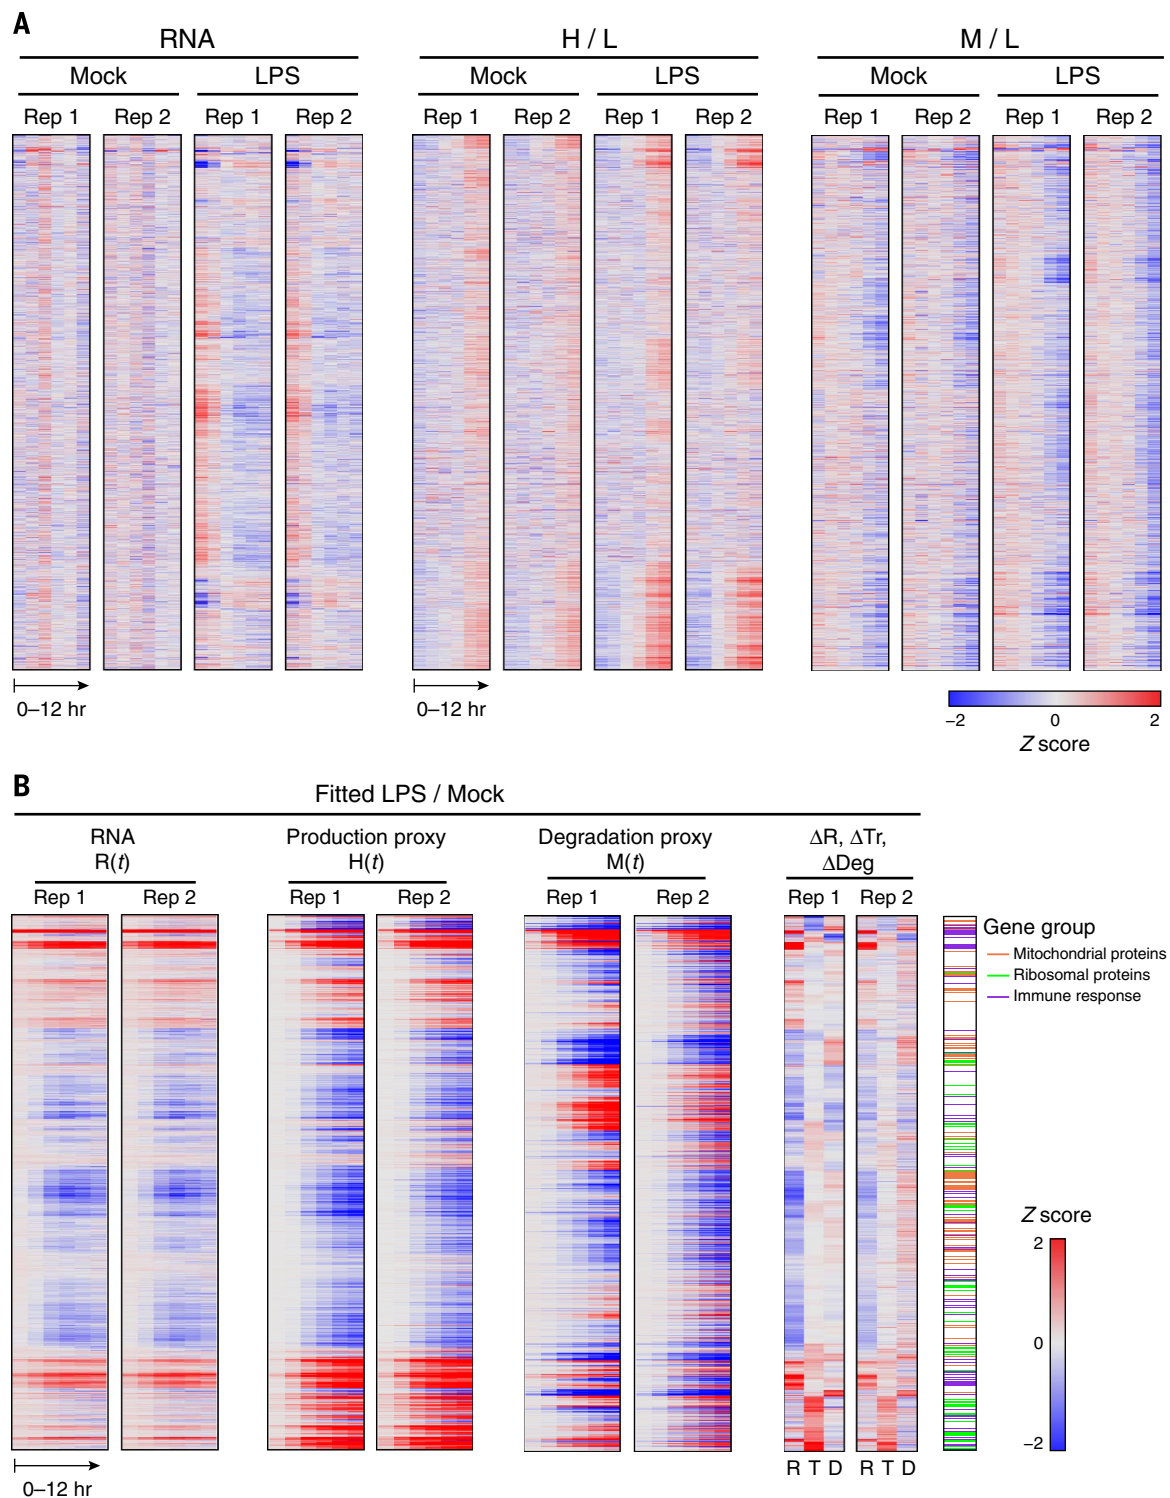 A
RNA
H / L
M / L
Mock
LPS
Mock
LPS
Mock
LPS
Rep 1
Rep 2
Rep 1
Rep 2
Rep 1
Rep 2
Rep 1
Rep 2
Rep 1
Rep 2
Rep 1
Rep 2
0–12 hr
0–12 hr
−2
0
2
Z score
B
Fitted LPS / Mock
RNA
R(t)
Production proxy
H(t)
Degradation proxy
M(t)
ΔR, ΔTr,
ΔDeg
Rep 1
Rep 2
Rep 1
Rep 2
Rep 1
Rep 2
Rep 1
Rep 2
Gene group
Mitochondrial proteins
Ribosomal proteins
Immune response
Z score
2
0
−2
R T D
R T D
0–12 hr